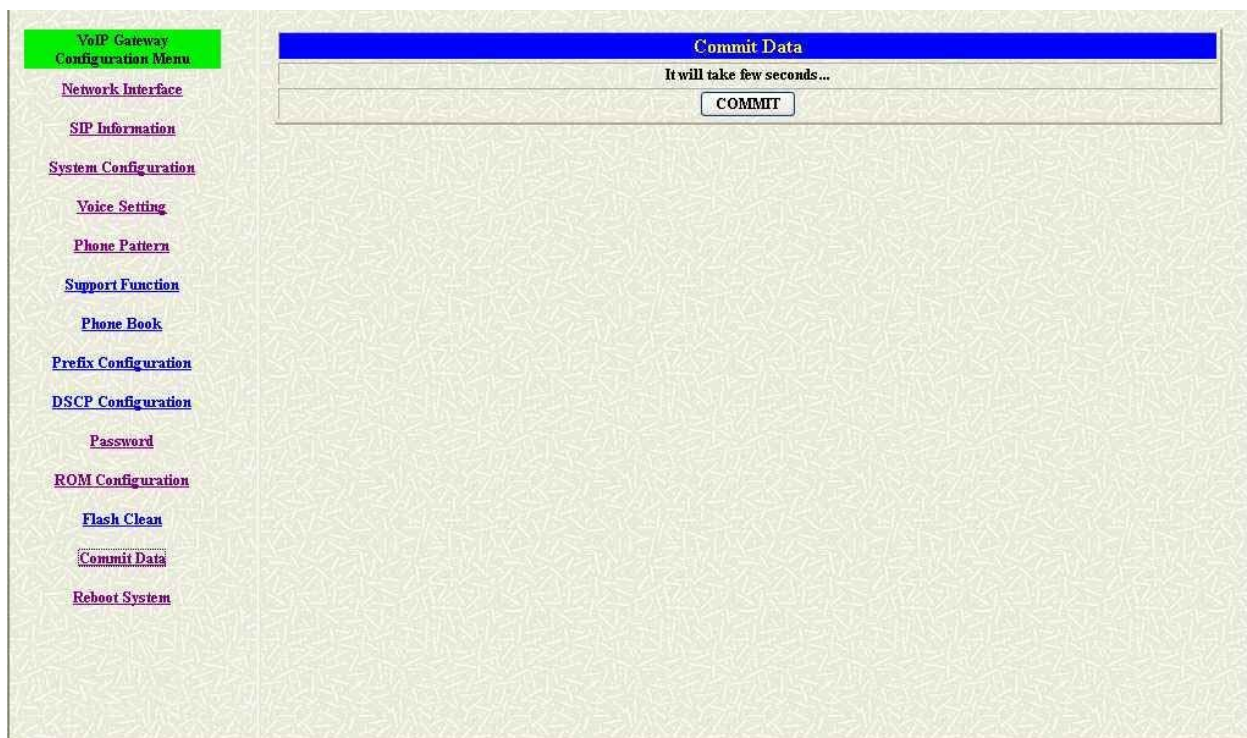 VoIP Gateway
Configuration Menu
Network Interface
SIP Information
System Configuration
Voice Setting
Phone Pattern
Support Function
Phone Book
Prefix Configuration
DSCP Configuration
Password
ROM Configuration
Flash Clean
Commit Data
Reboot System
Commit Data
It will take few seconds...
COMMIT